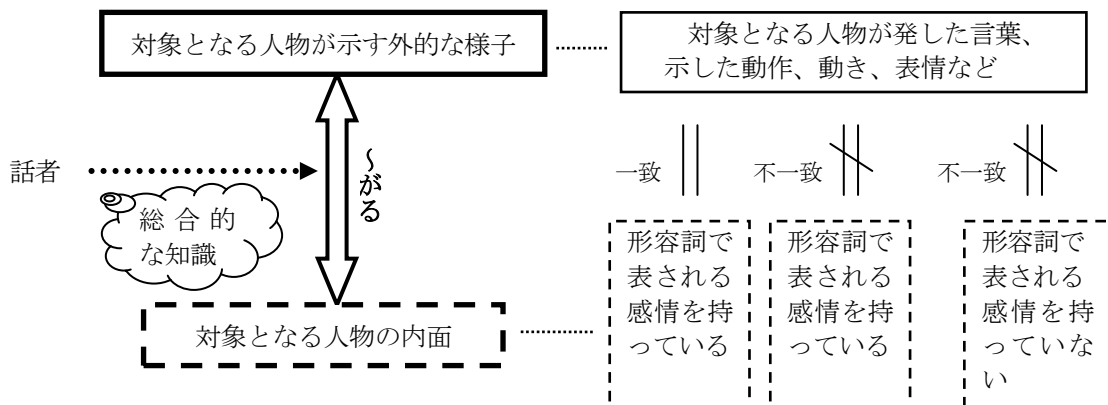 対象となる人物が示す外的な様子
対象となる人物が発した言葉、
示した動作、動き、表情など
話者
～がる
総合的
な知識
一致
不一致
不一致
形容詞で
表される
感情を持
っている
形容詞で
表される
感情を持
っている
形容詞で
表される
感情を持
っていな
い
対象となる人物の内面